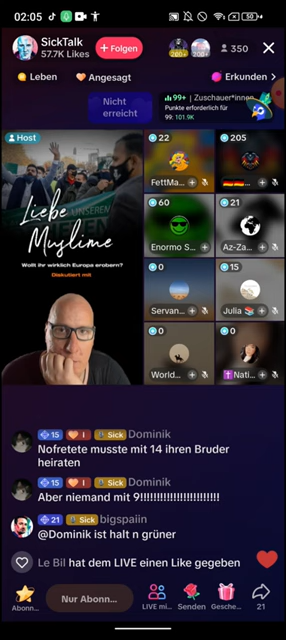 02:05
50
SickTalk
57.7K Likes
+ Folgen
200+
20B+
350
Leben
Angesagt
Erkunden >
Nicht
erreicht
99+ | Zuschauer*innen
Punkte erforderlich für
99: 101.9K
Host
Liebe
UNSEREN
Muslime
Wollt ihr wirklich Europa erobern?
Diskutiert mit
22
FettMa...
205
60
Enormo S...
21
Az-Za...
0
Servan...
15
Julia
0
World...
0
Nati...
15 I Sick Dominik
Nofretete musste mit 14 ihren Bruder
heiraten
15 I Sick Dominik
Aber niemand mit 9!!!!!!!!!!!!!!!!!!!!!!!!
21 Sick bigspaiin
@Dominik ist halt n grüner
Le Bil hat dem LIVE einen Like gegeben
Abonn...
Nur Abonn...
LIVE mi...
Senden
Gesche...
21